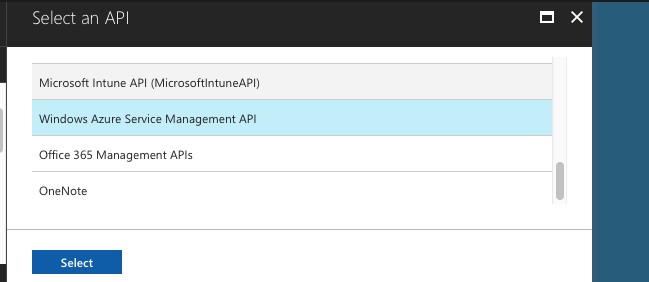 Select an API
Microsoft Intune API (MicrosoftIntuneAPI)
Windows Azure Service Management API
Office 365 Management APIs
OneNote
Select